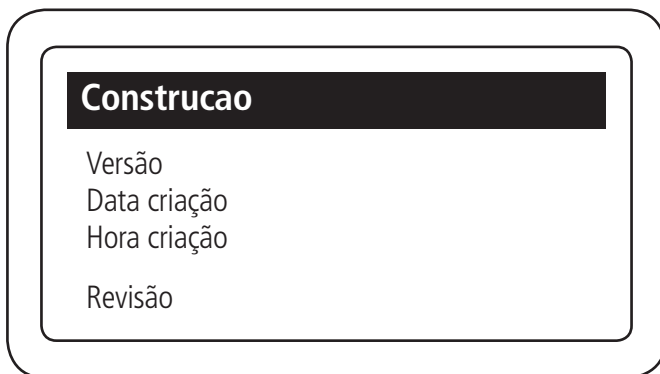 Construcao
Versão
Data criação
Hora criação
Revisão